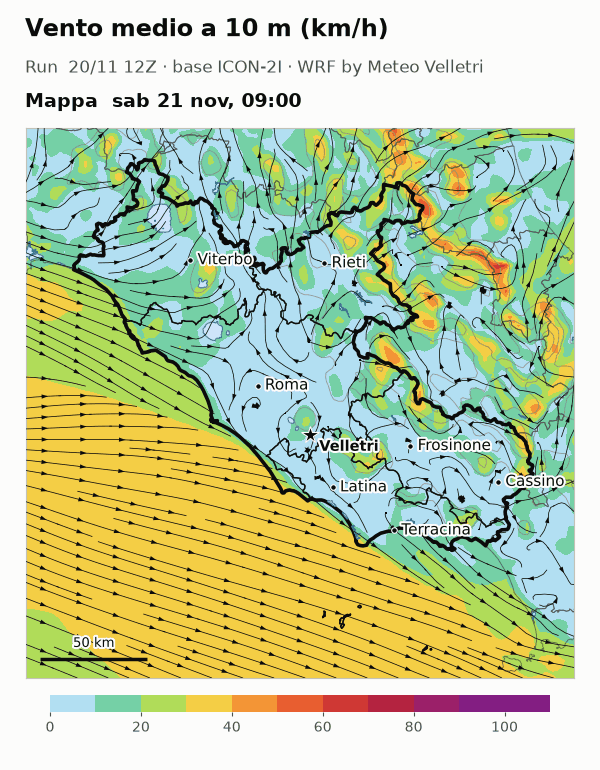 Vento medio a 10 m (km/h)
Run  20/11 12Z · base ICON-2I · WRF by Meteo Velletri
Mappa  sab 21 nov, 09:00
Viterbo
Rieti
Roma
Velletri
Frosinone
Cassino
Latina
Terracina
50 km
0 20 40 60 80 100